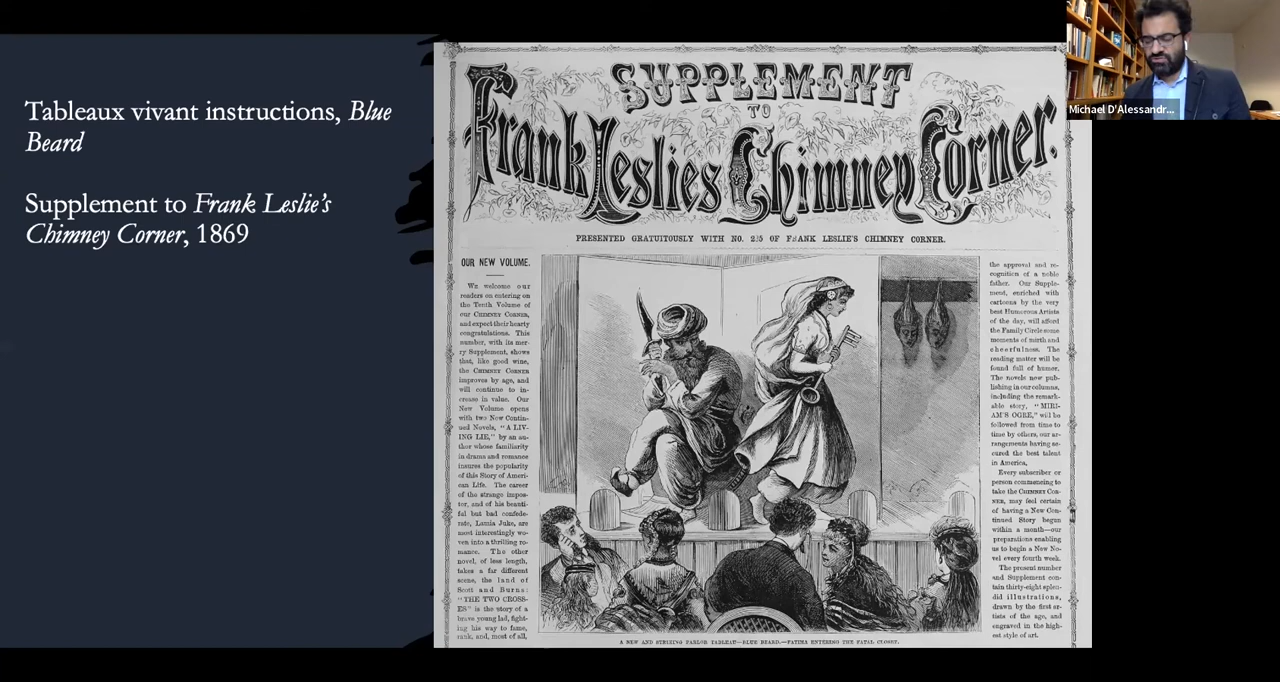 Tableaux vivant instructions, Blue
Beard
Supplement to Frank Leslie's
Chimney Corner, 1869
Michael D'Alessandr...
SUPPLEMENT
TO
Frank Leslies Chimney Corner.
PRESENTED GRATUITOUSLY WITH NO. 235 OF FRANK LESLIE'S CHIMNEY CORNER.
OUR NEW VOLUME.
We welcome our
readers on entering on
the Tenth Volume of
our CHIMNEY CORNER,
and expect their hearty
congratulations. This
number, with its mer-
ry Supplement, shows
that, like good wine,
the CHIMNEY CORNER
improves by age, and
will continue to in-
crease in value. Our
New Volume opens
with two New Contin-
ued Novels, "A LIV-
ING LIE," by an au-
thor whose familiarity
in drama and romance
insures the popularity
of this Story of Ameri-
can Life. The career
of the strange impos-
tor, and of his beauti-
ful but bad confede-
rate, Lamia Juke, are
most interestingly wo-
ven into a thrilling ro-
mance. The other
novel, of less length,
takes a far different
scene, the land of
Scott and Burns:
"THE TWO CROSS-
ES" is the story of a
brave young lad, fight-
ing his way to fame,
rank, and, most of all,
A NEW AND STRIKING PARLOR TABLEAU—BLUE BEARD.—FATIMA ENTERING THE FATAL CLOSET.
the approval and re-
cognition of a noble
father. Our Supple-
ment, enriched with
cartoons by the very
best Humorous Artists
of the day, will afford
the Family Circle some
moments of mirth and
cheerfulness. The
reading matter will be
found full of humor.
The novels now pub-
lishing in our columns,
including the remark-
able story, "MIRI-
AM'S OGRE," will be
followed from time to
time by others, our ar-
rangements having se-
cured the best talent
in America,
Every subscriber or
person commencing to
take the CHIMNEY COR-
NER, may feel certain
of having a New Con-
tinued Story begun
within a month—our
preparations enabling
us to begin a New No-
vel every fourth week.
The present number
and Supplement con-
tain thirty-eight splen-
did illustrations,
drawn by the first ar-
tists of the age, and
engraved in the high-
est style of art.